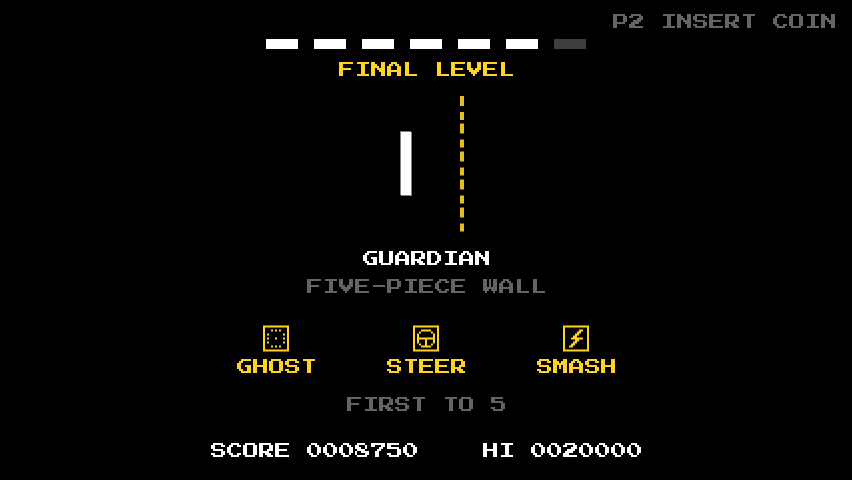 P2 INSERT COIN
FINAL LEVEL
GUARDIAN
FIVE-PIECE WALL
GHOST STEER SMASH
FIRST TO 5
SCORE 0008750 HI 0020000